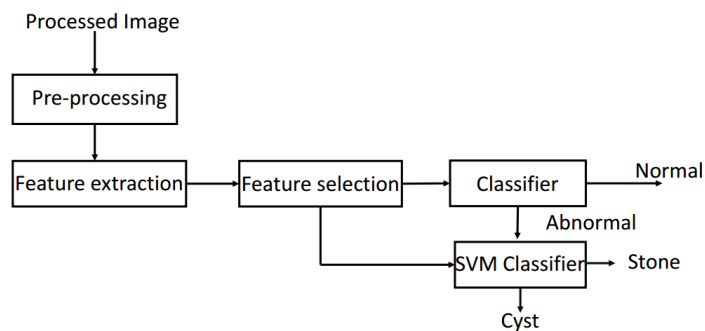 Processed Image
Pre-processing
Feature extraction
Feature selection
Classifier
Normal
Abnormal
SVM Classifier
Stone
Cyst